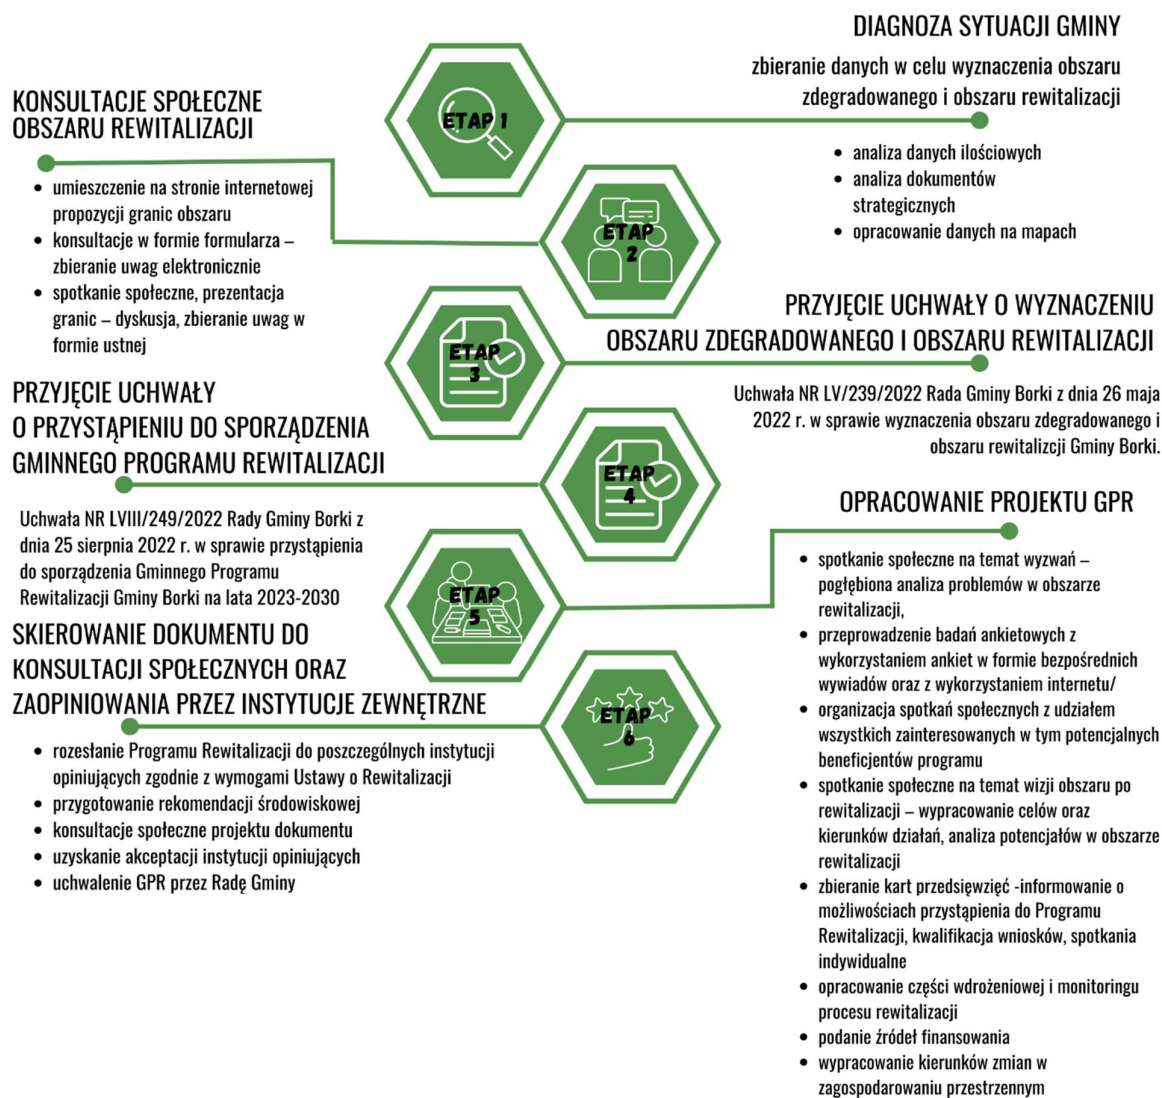 DIAGNOZA SYTUACJI GMINY
zbieranie danych w celu wyznaczenia obszaru
zdegradowanego i obszaru rewitalizacji
ETAP 1
• analiza danych ilościowych
• analiza dokumentów
strategicznych
• opracowanie danych na mapach
KONSULTACJE SPOŁECZNE
OBSZARU REWITALIZACJI
ETAP
2
• umieszczenie na stronie internetowej
propozycji granic obszaru
• konsultacje w formie formularza –
zbieranie uwag elektronicznie
• spotkanie społeczne, prezentacja
granic – dyskusja, zbieranie uwag w
formie ustnej
PRZYJĘCIE UCHWAŁY O WYZNACZENIU
OBSZARU ZDEGRADOWANEGO I OBSZARU REWITALIZACJI
ETAP
3
Uchwała NR LV/239/2022 Rada Gminy Borki z dnia 26 maja
2022 r. w sprawie wyznaczenia obszaru zdegradowanego i
obszaru rewitalizcji Gminy Borki.
PRZYJĘCIE UCHWAŁY
O PRZYSTĄPIENIU DO SPORZĄDZENIA
GMINNEGO PROGRAMU REWITALIZACJI
ETAP
4
Uchwała NR LVIII/249/2022 Rady Gminy Borki z
dnia 25 sierpnia 2022 r. w sprawie przystąpienia
do sporządzenia Gminnego Programu
Rewitalizacji Gminy Borki na lata 2023-2030
OPRACOWANIE PROJEKTU GPR
ETAP
5
• spotkanie społeczne na temat wyzwań –
pogłębiona analiza problemów w obszarze
rewitalizacji,
• przeprowadzenie badań ankietowych z
wykorzystaniem ankiet w formie bezpośrednich
wywiadów oraz z wykorzystaniem internetu/
• organizacja spotkań społecznych z udziałem
wszystkich zainteresowanych w tym potencjalnych
beneficjentów programu
• spotkanie społeczne na temat wizji obszaru po
rewitalizacji – wypracowanie celów oraz
kierunków działań, analiza potencjałów w obszarze
rewitalizacji
• zbieranie kart przedsięwzięć -informowanie o
możliwościach przystąpienia do Programu
Rewitalizacji, kwalifikacja wniosków, spotkania
indywidualne
• opracowanie części wdrożeniowej i monitoringu
procesu rewitalizacji
• podanie źródeł finansowania
• wypracowanie kierunków zmian w
zagospodarowaniu przestrzennym
SKIEROWANIE DOKUMENTU DO
KONSULTACJI SPOŁECZNYCH ORAZ
ZAOPINIOWANIA PRZEZ INSTYTUCJE ZEWNĘTRZNE
ETAP
6
• rozesłanie Programu Rewitalizacji do poszczególnych instytucji
opiniujących zgodnie z wymogami Ustawy o Rewitalizacji
• przygotowanie rekomendacji środowiskowej
• konsultacje społeczne projektu dokumentu
• uzyskanie akceptacji instytucji opiniujących
• uchwalenie GPR przez Radę Gminy